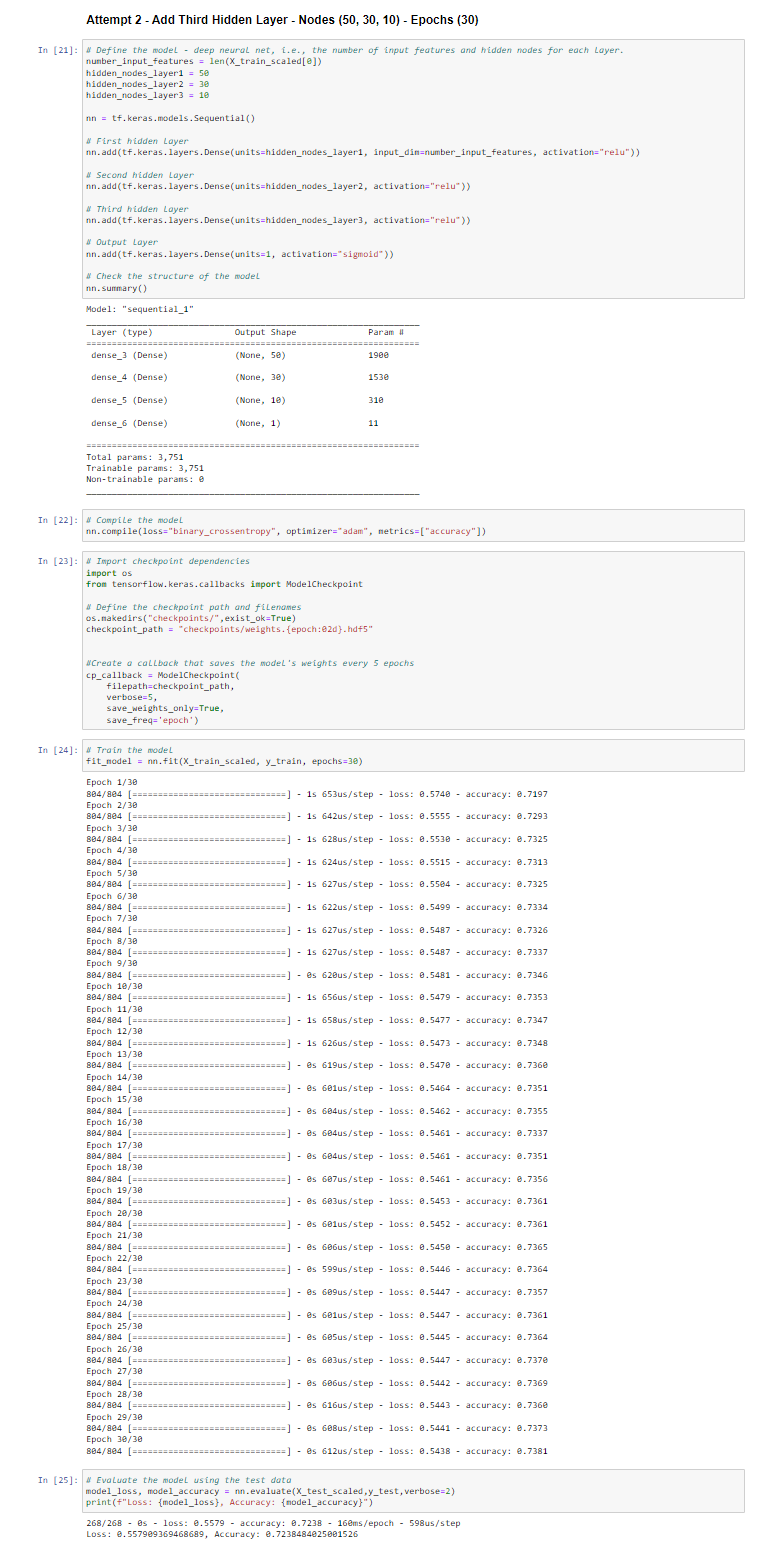 Attempt 2 - Add Third Hidden Layer - Nodes (50, 30, 10) - Epochs (30)
In [21]: # Define the model - deep neural net, i.e., the number of input features and hidden nodes for each layer.
number_input_features = len(X_train_scaled[0])
hidden_nodes_layer1 = 50
hidden_nodes_layer2 = 30
hidden_nodes_layer3 = 10
nn = tf.keras.models.Sequential()
# First hidden layer
nn.add(tf.keras.layers.Dense(units=hidden_nodes_layer1, input_dim=number_input_features, activation="relu"))
# Second hidden layer
nn.add(tf.keras.layers.Dense(units=hidden_nodes_layer2, activation="relu"))
# Third hidden layer
nn.add(tf.keras.layers.Dense(units=hidden_nodes_layer3, activation="relu"))
# Output layer
nn.add(tf.keras.layers.Dense(units=1, activation="sigmoid"))
# Check the structure of the model
nn.summary()
Model: "sequential_1"
_________________________________________________________________
Layer (type) Output Shape Param #
=================================================================
dense_3 (Dense) (None, 50) 1900
dense_4 (Dense) (None, 30) 1530
dense_5 (Dense) (None, 10) 310
dense_6 (Dense) (None, 1) 11
=================================================================
Total params: 3,751
Trainable params: 3,751
Non-trainable params: 0
_________________________________________________________________
In [22]: # Compile the model
nn.compile(loss="binary_crossentropy", optimizer="adam", metrics=["accuracy"])
In [23]: # Import checkpoint dependencies
import os
from tensorflow.keras.callbacks import ModelCheckpoint
# Define the checkpoint path and filenames
os.makedirs("checkpoints/",exist_ok=True)
checkpoint_path = "checkpoints/weights.{epoch:02d}.hdf5"
#Create a callback that saves the model's weights every 5 epochs
cp_callback = ModelCheckpoint(
filepath=checkpoint_path,
verbose=5,
save_weights_only=True,
save_freq='epoch')
In [24]: # Train the model
fit_model = nn.fit(X_train_scaled, y_train, epochs=30)
Epoch 1/30
804/804 [==============================] - 1s 653us/step - loss: 0.5740 - accuracy: 0.7197
Epoch 2/30
804/804 [==============================] - 1s 642us/step - loss: 0.5555 - accuracy: 0.7293
Epoch 3/30
804/804 [==============================] - 1s 628us/step - loss: 0.5530 - accuracy: 0.7325
Epoch 4/30
804/804 [==============================] - 1s 624us/step - loss: 0.5515 - accuracy: 0.7313
Epoch 5/30
804/804 [==============================] - 1s 627us/step - loss: 0.5504 - accuracy: 0.7325
Epoch 6/30
804/804 [==============================] - 1s 622us/step - loss: 0.5499 - accuracy: 0.7334
Epoch 7/30
804/804 [==============================] - 1s 627us/step - loss: 0.5487 - accuracy: 0.7326
Epoch 8/30
804/804 [==============================] - 1s 627us/step - loss: 0.5487 - accuracy: 0.7337
Epoch 9/30
804/804 [==============================] - 0s 620us/step - loss: 0.5481 - accuracy: 0.7346
Epoch 10/30
804/804 [==============================] - 1s 656us/step - loss: 0.5479 - accuracy: 0.7353
Epoch 11/30
804/804 [==============================] - 1s 658us/step - loss: 0.5477 - accuracy: 0.7347
Epoch 12/30
804/804 [==============================] - 1s 626us/step - loss: 0.5473 - accuracy: 0.7348
Epoch 13/30
804/804 [==============================] - 0s 619us/step - loss: 0.5470 - accuracy: 0.7360
Epoch 14/30
804/804 [==============================] - 0s 601us/step - loss: 0.5464 - accuracy: 0.7351
Epoch 15/30
804/804 [==============================] - 0s 604us/step - loss: 0.5462 - accuracy: 0.7355
Epoch 16/30
804/804 [==============================] - 0s 604us/step - loss: 0.5461 - accuracy: 0.7337
Epoch 17/30
804/804 [==============================] - 0s 604us/step - loss: 0.5461 - accuracy: 0.7351
Epoch 18/30
804/804 [==============================] - 0s 607us/step - loss: 0.5461 - accuracy: 0.7356
Epoch 19/30
804/804 [==============================] - 0s 603us/step - loss: 0.5453 - accuracy: 0.7361
Epoch 20/30
804/804 [==============================] - 0s 601us/step - loss: 0.5452 - accuracy: 0.7361
Epoch 21/30
804/804 [==============================] - 0s 606us/step - loss: 0.5450 - accuracy: 0.7365
Epoch 22/30
804/804 [==============================] - 0s 599us/step - loss: 0.5446 - accuracy: 0.7364
Epoch 23/30
804/804 [==============================] - 0s 609us/step - loss: 0.5447 - accuracy: 0.7357
Epoch 24/30
804/804 [==============================] - 0s 601us/step - loss: 0.5447 - accuracy: 0.7361
Epoch 25/30
804/804 [==============================] - 0s 605us/step - loss: 0.5445 - accuracy: 0.7364
Epoch 26/30
804/804 [==============================] - 0s 603us/step - loss: 0.5447 - accuracy: 0.7370
Epoch 27/30
804/804 [==============================] - 0s 606us/step - loss: 0.5442 - accuracy: 0.7369
Epoch 28/30
804/804 [==============================] - 0s 616us/step - loss: 0.5443 - accuracy: 0.7360
Epoch 29/30
804/804 [==============================] - 0s 608us/step - loss: 0.5441 - accuracy: 0.7373
Epoch 30/30
804/804 [==============================] - 0s 612us/step - loss: 0.5438 - accuracy: 0.7381
In [25]: # Evaluate the model using the test data
model_loss, model_accuracy = nn.evaluate(X_test_scaled,y_test,verbose=2)
print(f"Loss: {model_loss}, Accuracy: {model_accuracy}")
268/268 - 0s - loss: 0.5579 - accuracy: 0.7238 - 160ms/epoch - 598us/step
Loss: 0.557909369468689, Accuracy: 0.7238484025001526